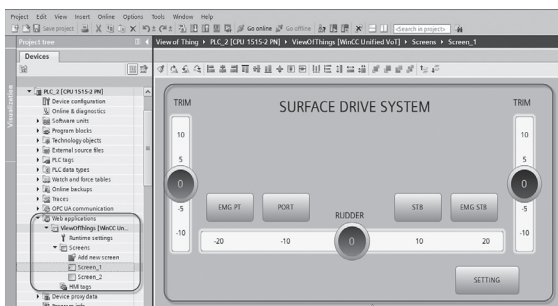 Project Edit View Insert Online Options Tools Window Help
Save project Go online Go offline <Search in project>
Project tree
View of Thing ▸ PLC_2 [CPU 1515-2 PN] ▸ ViewOfThings [WinCC Unified VoT] ▸ Screens ▸ Screen_1
Devices
Visualization
PLC_2 [CPU 1515-2 PN]
Device configuration
Online & diagnostics
Software units
Program blocks
Technology objects
External source files
PLC tags
PLC data types
Watch and force tables
Online backups
Traces
OPC UA communication
Web applications
ViewOfThings [WinCC Un...
Runtime settings
Screens
Add new screen
Screen_1
Screen_2
HMI tags
Device proxy data
Program info
TRIM SURFACE DRIVE SYSTEM TRIM
10 10
5 5
0 0
-5 EMG PT PORT STB EMG STB -5
RUDDER
-10 -10
-20 -10 0 10 20
SETTING